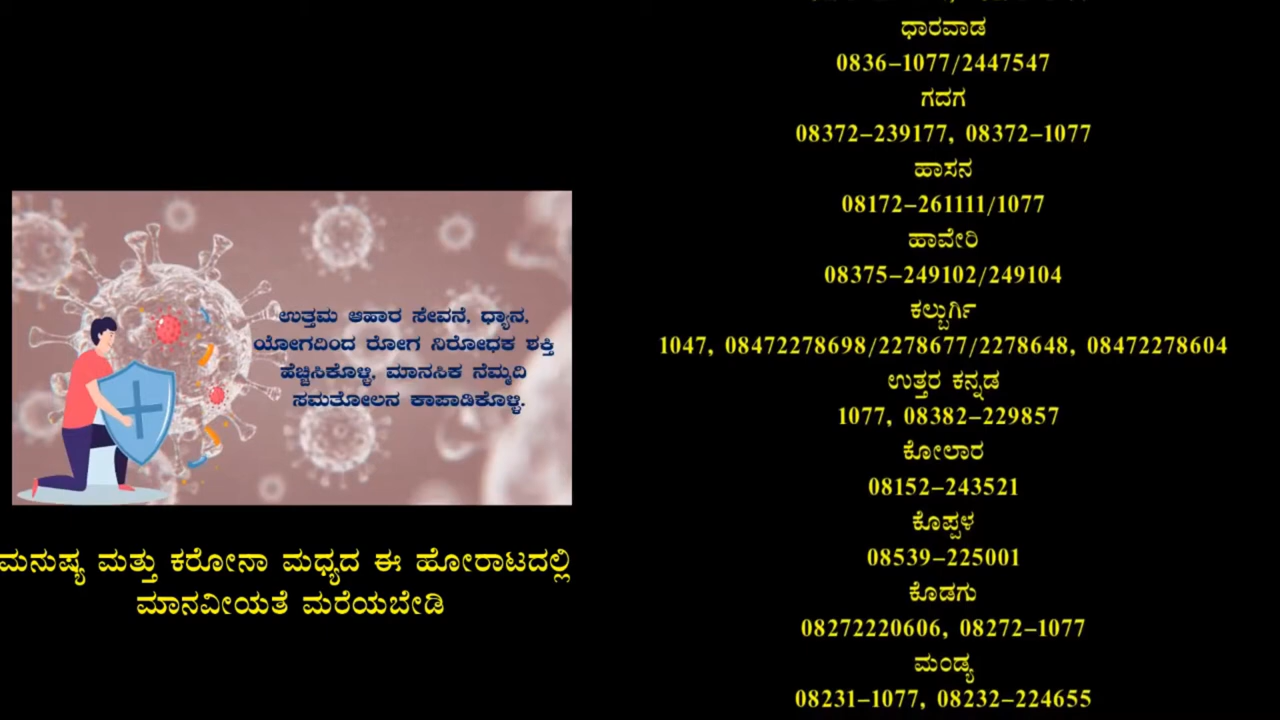 ಉತ್ತಮ ಆಹಾರ ಸೇವನೆ, ಧ್ಯಾನ,
ಯೋಗದಿಂದ ರೋಗ ನಿರೋಧಕ ಶಕ್ತಿ
ಹೆಚ್ಚಿಸಿಕೊಳ್ಳಿ. ಮಾನಸಿಕ ನೆಮ್ಮದಿ
ಸಮತೋಲನ ಕಾಪಾಡಿಕೊಳ್ಳಿ.
ಮನುಷ್ಯ ಮತ್ತು ಕರೋನಾ ಮಧ್ಯದ ಈ ಹೋರಾಟದಲ್ಲಿ
ಮಾನವೀಯತೆ ಮರೆಯಬೇಡಿ
ಧಾರವಾಡ
0836-1077/2447547
ಗದಗ
08372-239177, 08372-1077
ಹಾಸನ
08172-261111/1077
ಹಾವೇರಿ
08375-249102/249104
ಕಲ್ಬುರ್ಗಿ
1047, 08472278698/2278677/2278648, 08472278604
ಉತ್ತರ ಕನ್ನಡ
1077, 08382-229857
ಕೋಲಾರ
08152-243521
ಕೊಪ್ಪಳ
08539-225001
ಕೊಡಗು
08272220606, 08272-1077
ಮಂಡ್ಯ
08231-1077, 08232-224655